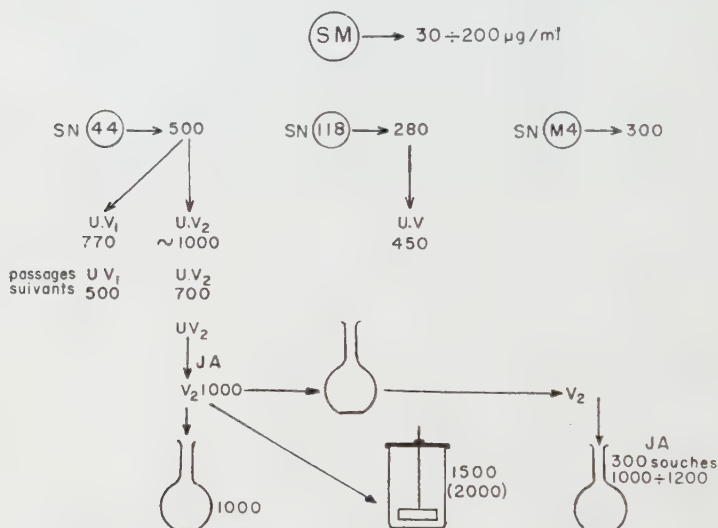 SM 30÷200 µg/ml
SN 44 500
SN 118 280
SN M4 300
U.V1
770
U.V2
~1000
U.V
450
passages
suivants
UV1
500
U.V2
700
UV2
JA
V2 1000
V2
1000
1500
(2000)
JA
300 souches
1000÷1200